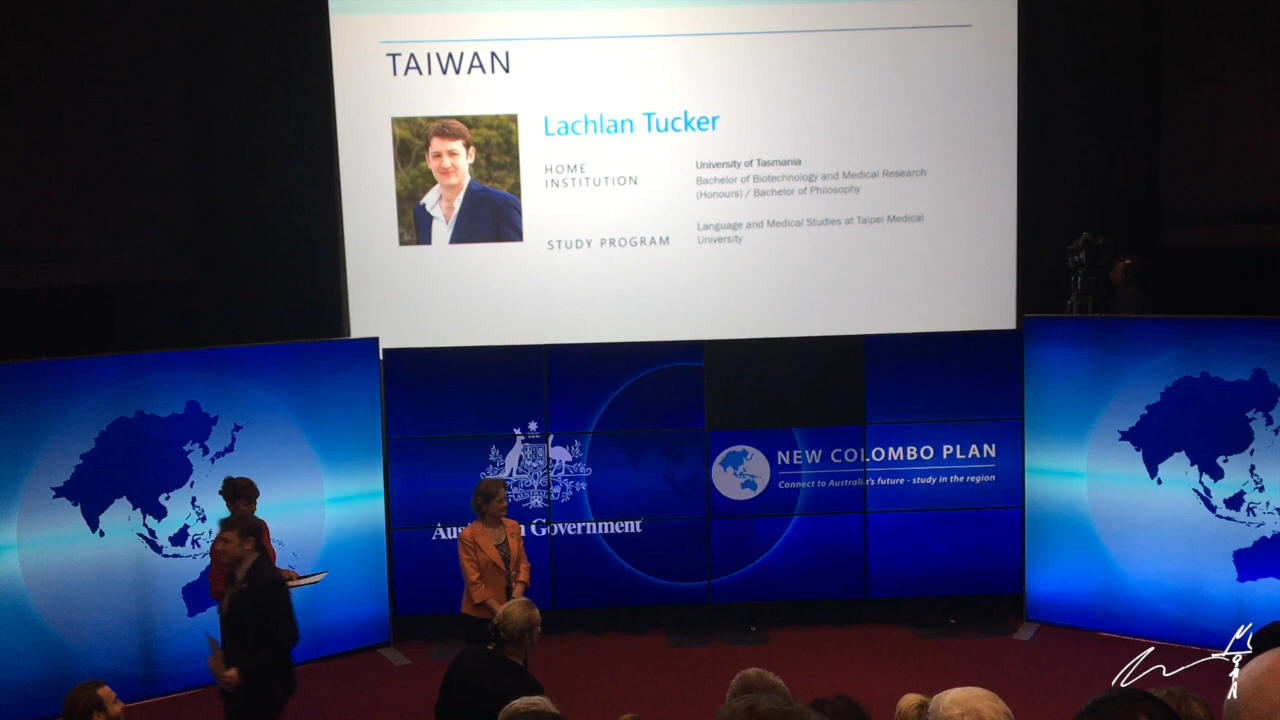 TAIWAN
Lachlan Tucker
HOME
INSTITUTION
University of Tasmania
Bachelor of Biotechnology and Medical Research
(Honours) / Bachelor of Philosophy
STUDY PROGRAM
Language and Medical Studies at Taipei Medical
University
AUSTRALIA
Government
NEW COLOMBO PLAN
Connect to Australia's future - study in the region